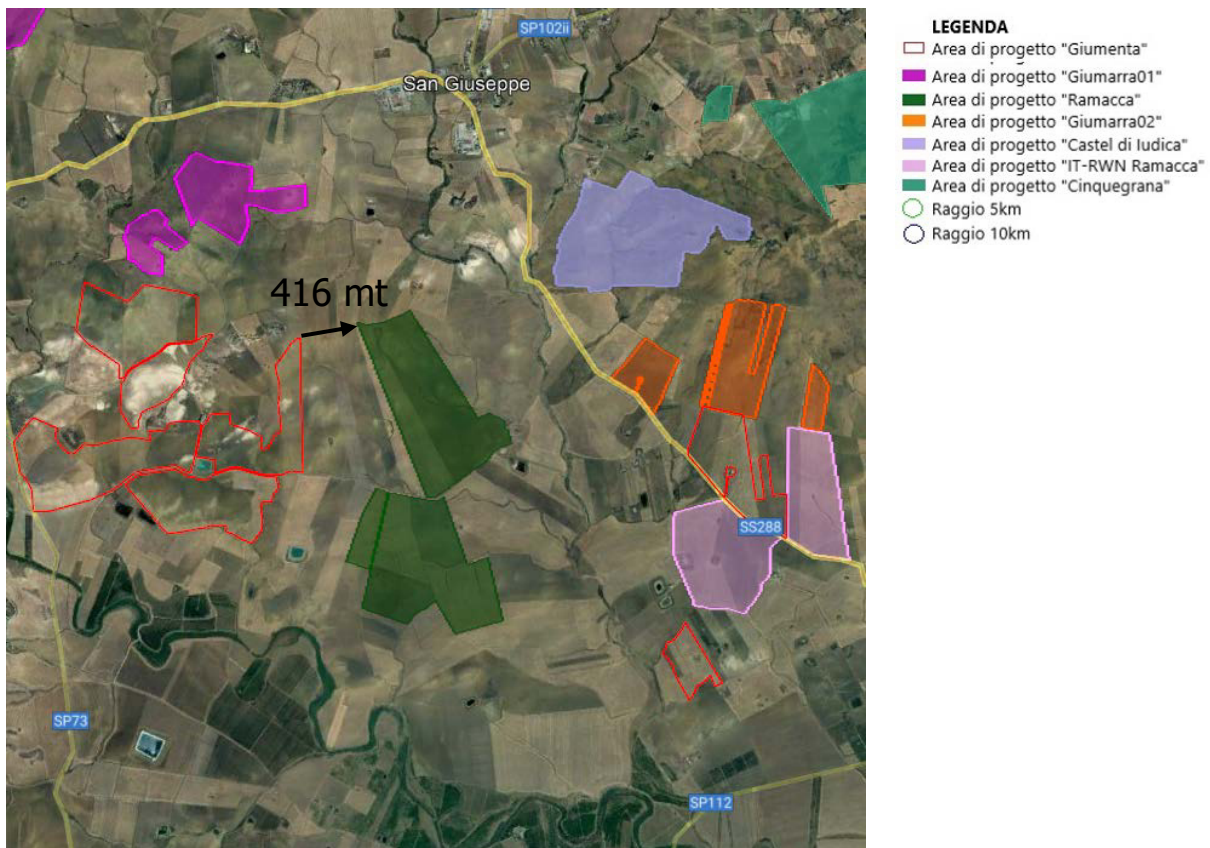 SP102ii
San Giuseppe
416 mt
SS288
SP73
SP112
LEGENDA
Area di progetto "Giumenta"
Area di progetto "Giumarra01"
Area di progetto "Ramacca"
Area di progetto "Giumarra02"
Area di progetto "Castel di Iudica"
Area di progetto "IT-RWN Ramacca"
Area di progetto "Cinquegrana"
Raggio 5km
Raggio 10km